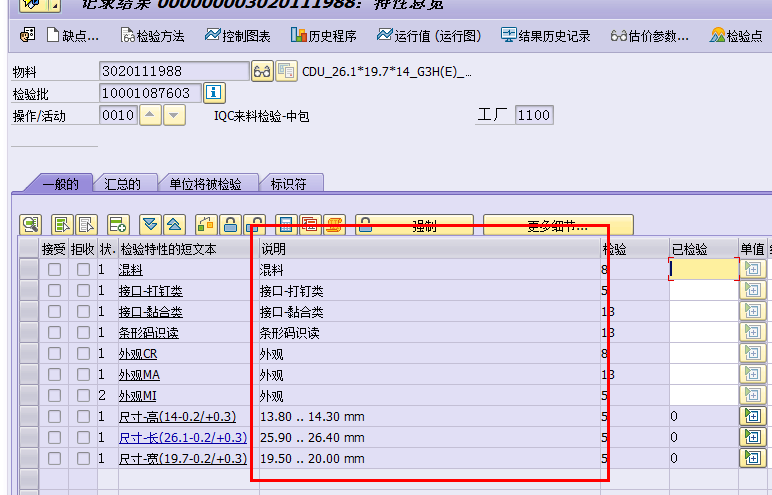 记录结果 000000003020111988：特性总览
缺点... 检验方法 控制图表 历史程序 运行值 (运行图) 结果历史记录 估价参数... 检验点
物料 3020111988 CDU_26.1*19.7*14_G3H(E)_...
检验批 10001087603
操作/活动 0010 IQC来料检验-中包 工厂 1100
一般的 汇总的 单位将被检验 标识符
强制 更多细节...
接受 拒收 状. 检验特性的短文本 说明 检验 已检验 单值
1 混料 混料 8
1 接口-打钉类 接口-打钉类 5
1 接口-黏合类 接口-黏合类 13
1 条形码识读 条形码识读 13
1 外观CR 外观 8
1 外观MA 外观 13
2 外观MI 外观 5
1 尺寸-高(14-0.2/+0.3) 13.80 .. 14.30 mm 5 0
1 尺寸-长(26.1-0.2/+0.3) 25.90 .. 26.40 mm 5 0
1 尺寸-宽(19.7-0.2/+0.3) 19.50 .. 20.00 mm 5 0